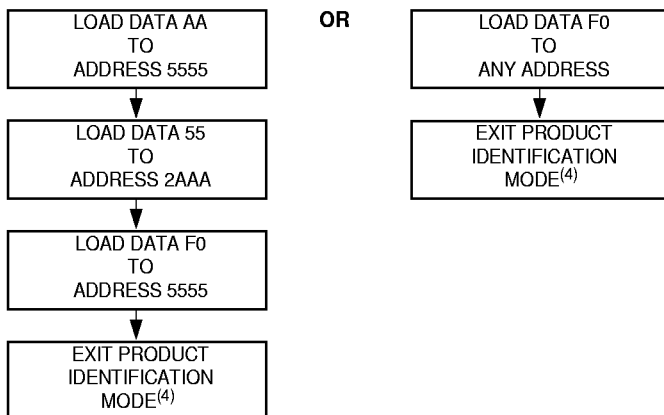 LOAD DATA AA
TO
ADDRESS 5555
LOAD DATA 55
TO
ADDRESS 2AAA
LOAD DATA F0
TO
ADDRESS 5555
EXIT PRODUCT
IDENTIFICATION
MODE(4)
OR
LOAD DATA F0
TO
ANY ADDRESS
EXIT PRODUCT
IDENTIFICATION
MODE(4)